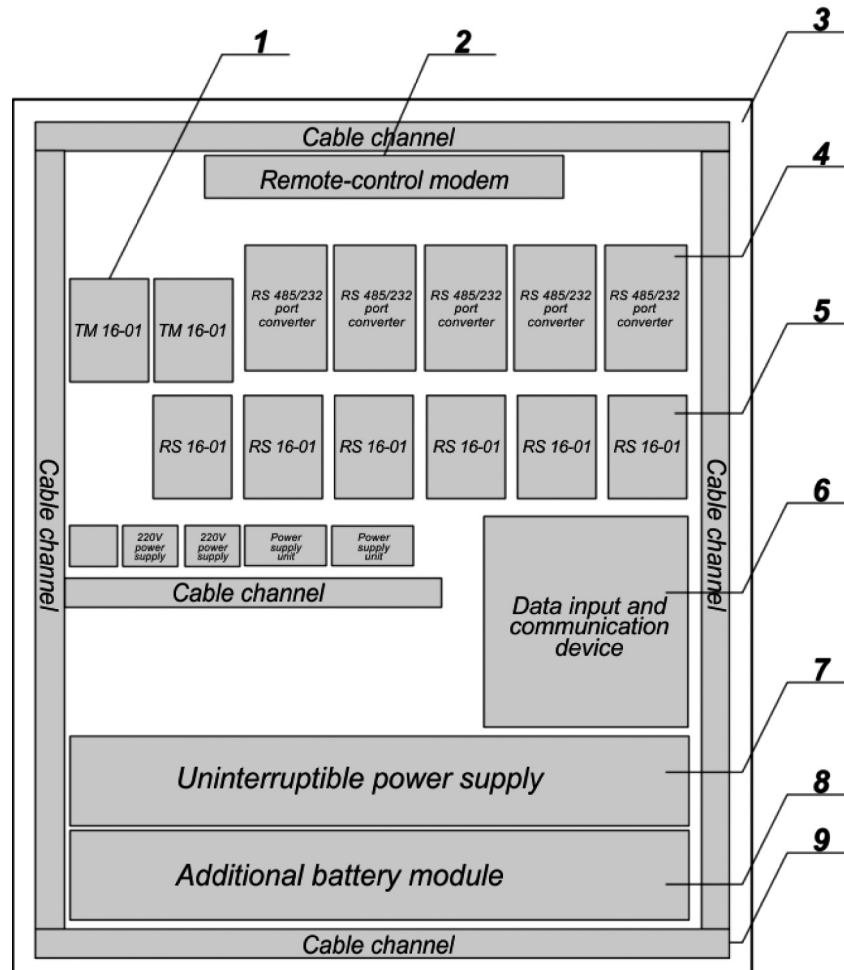 1
2
3
Cable channel
Remote-control modem
4
TM 16-01
TM 16-01
RS 485/232
port
converter
RS 485/232
port
converter
RS 485/232
port
converter
RS 485/232
port
converter
RS 485/232
port
converter
5
RS 16-01
RS 16-01
RS 16-01
RS 16-01
RS 16-01
RS 16-01
Cable channel
Cable channel
6
220V
power
supply
220V
power
supply
Power
supply
unit
Power
supply
unit
Cable channel
Data input and
communication
device
7
Uninterruptible power supply
8
Additional battery module
9
Cable channel